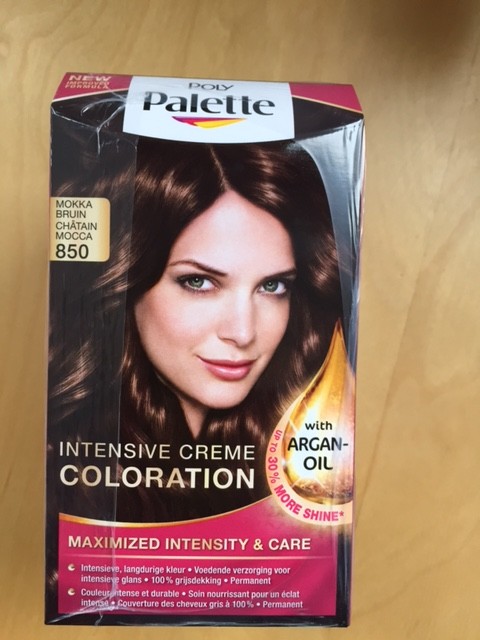 NEW
IMPROVED
FORMULA
POLY
Palette
MOKKA
BRUIN
CHÂTAIN
MOCCA
850
with
ARGAN-
OIL
UP TO 30% MORE SHINE*
INTENSIVE CREME
COLORATION
MAXIMIZED INTENSITY & CARE
Intensieve, langdurige kleur • Voedende verzorging voor
intensieve glans • 100% grijsdekking • Permanent
Couleur intense et durable • Soin nourrissant pour un éclat
intense • Couverture des cheveux gris à 100% • Permanent